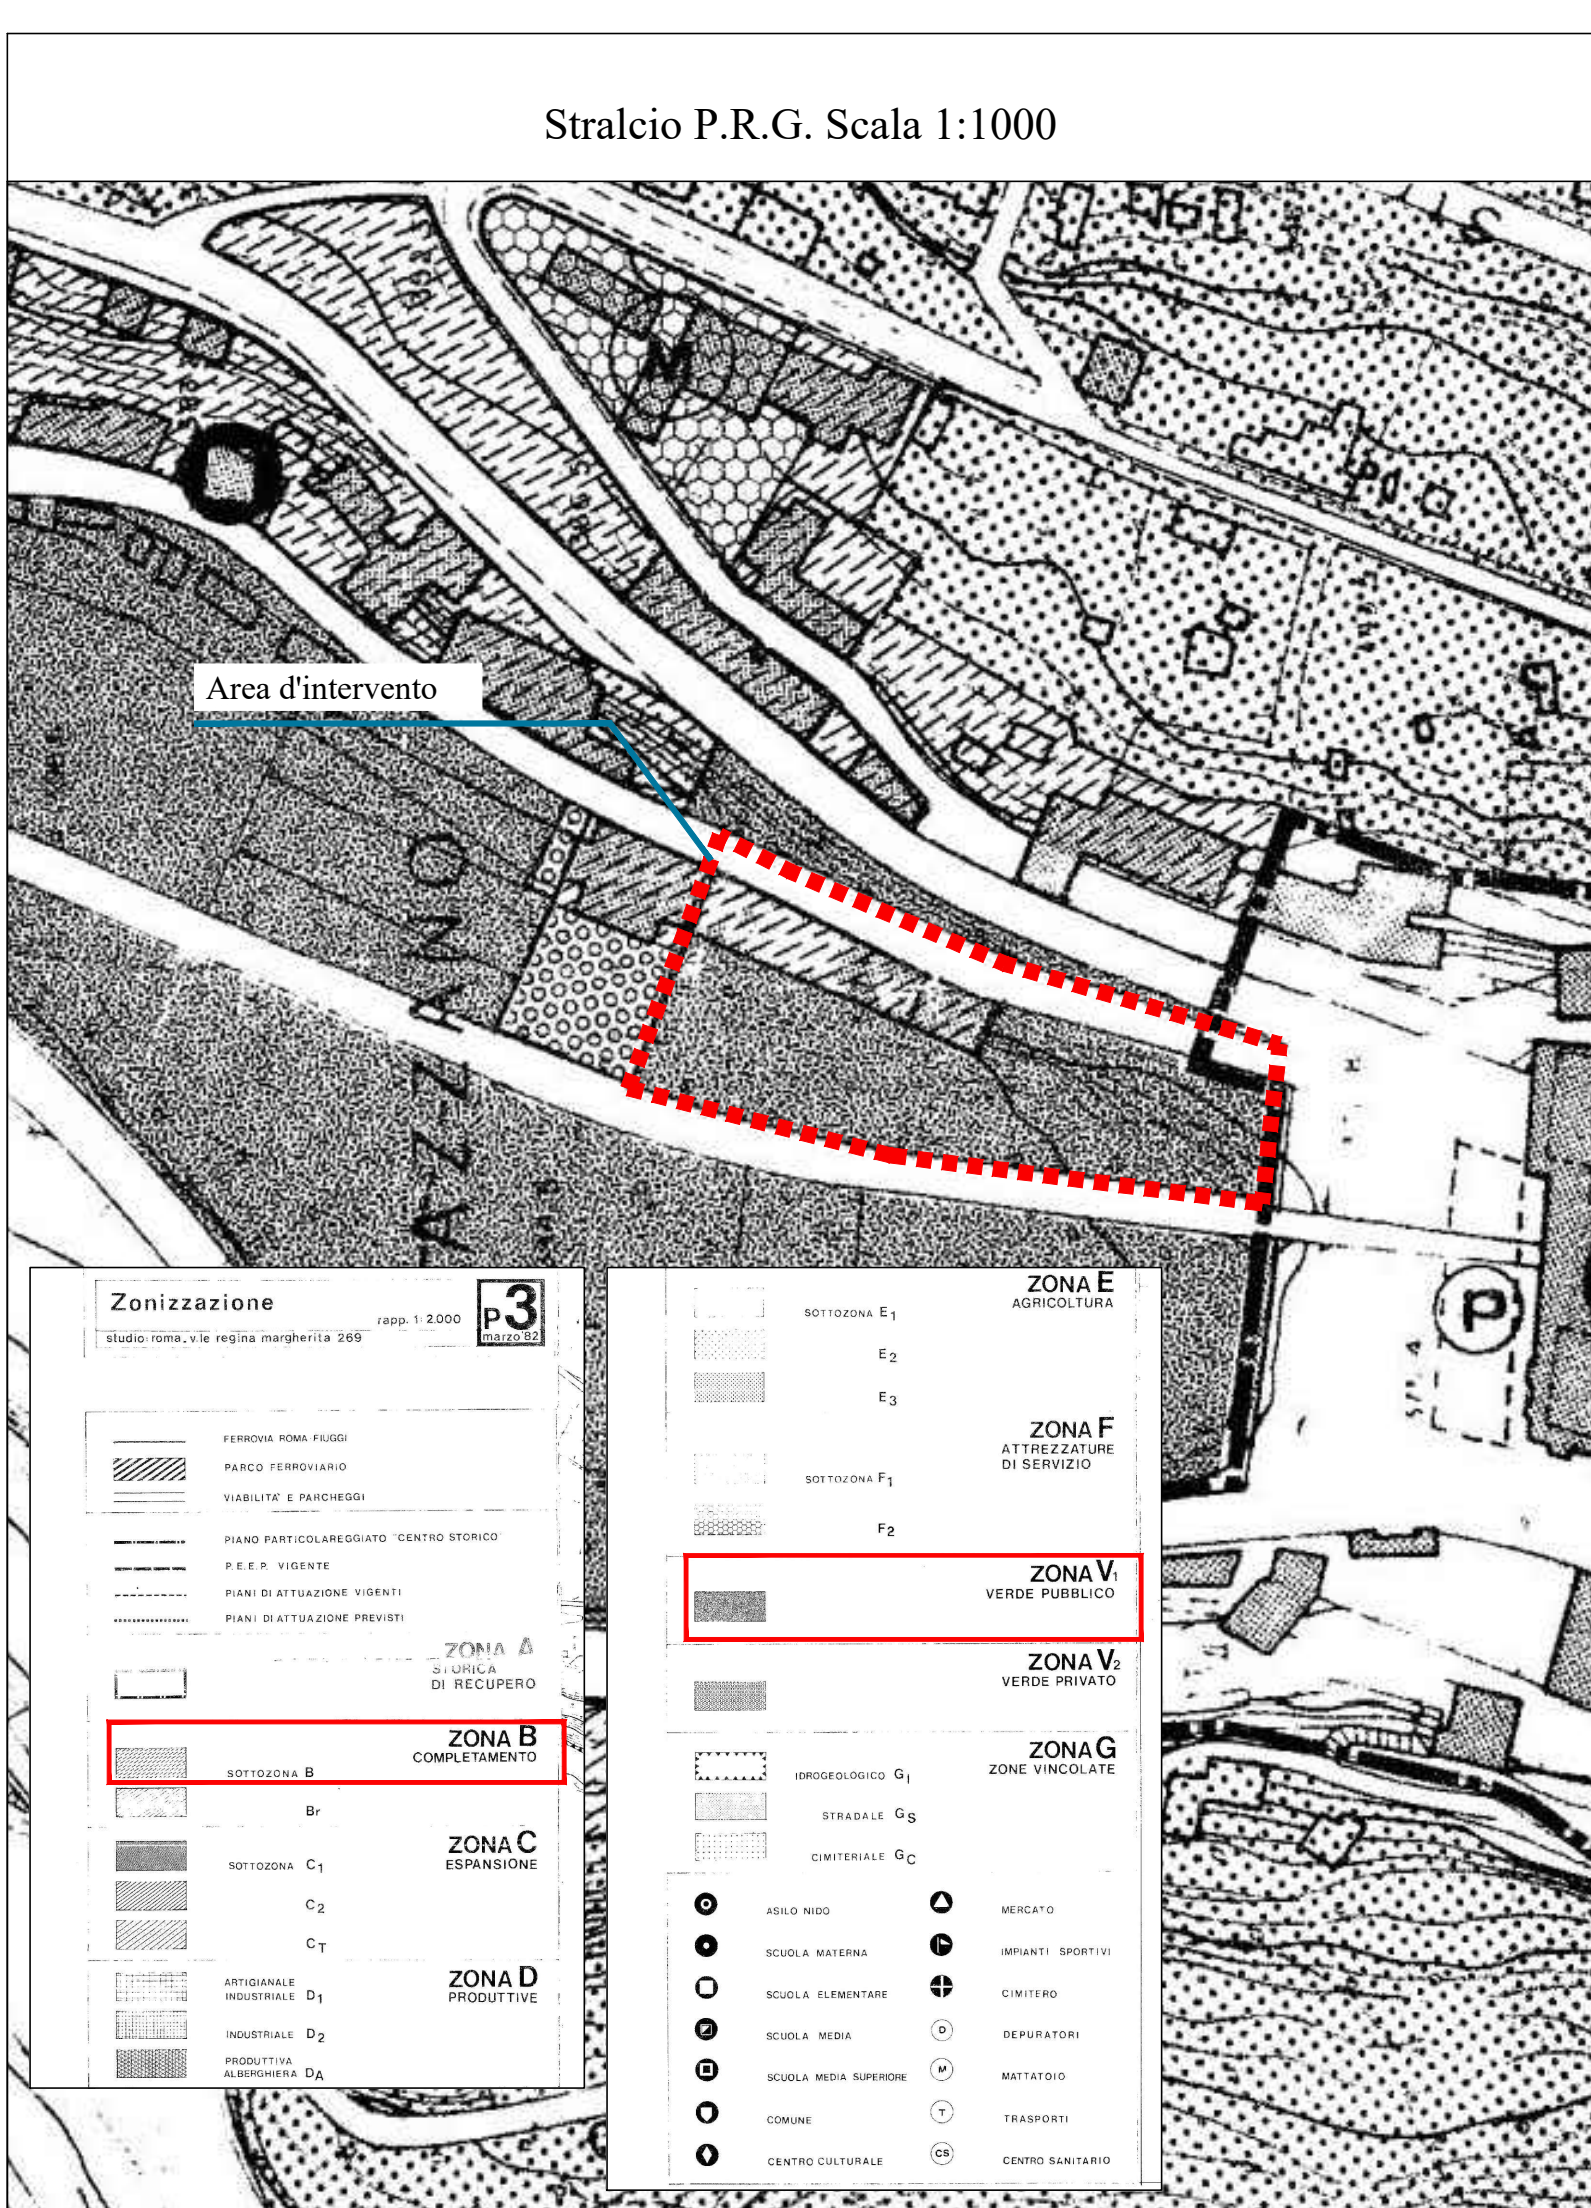 Stralcio P.R.G. Scala 1:1000
M
Area d'intervento
AZZANO
P
Zonizzazione
rapp. 1:2.000
P3
marzo'82
studio: roma. v.le regina margherita 269
FERROVIA ROMA-FIUGGI
PARCO FERROVIARIO
VIABILITA' E PARCHEGGI
PIANO PARTICOLAREGGIATO "CENTRO STORICO"
P.E.E.P. VIGENTE
PIANI DI ATTUAZIONE VIGENTI
PIANI DI ATTUAZIONE PREVISTI
ZONA A
STORICA
DI RECUPERO
ZONA B
COMPLETAMENTO
SOTTOZONA B
Br
ZONA C
ESPANSIONE
SOTTOZONA C1
C2
CT
ZONA D
PRODUTTIVE
ARTIGIANALE
INDUSTRIALE D1
INDUSTRIALE D2
PRODUTTIVA
ALBERGHIERA DA
ZONA E
AGRICOLTURA
SOTTOZONA E1
E2
E3
ZONA F
ATTREZZATURE
DI SERVIZIO
SOTTOZONA F1
F2
ZONA V1
VERDE PUBBLICO
ZONA V2
VERDE PRIVATO
ZONA G
ZONE VINCOLATE
IDROGEOLOGICO GI
STRADALE GS
CIMITERIALE GC
ASILO NIDO
MERCATO
SCUOLA MATERNA
IMPIANTI SPORTIVI
SCUOLA ELEMENTARE
CIMITERO
SCUOLA MEDIA
D DEPURATORI
SCUOLA MEDIA SUPERIORE
M MATTATOIO
COMUNE
T TRASPORTI
CENTRO CULTURALE
CS CENTRO SANITARIO